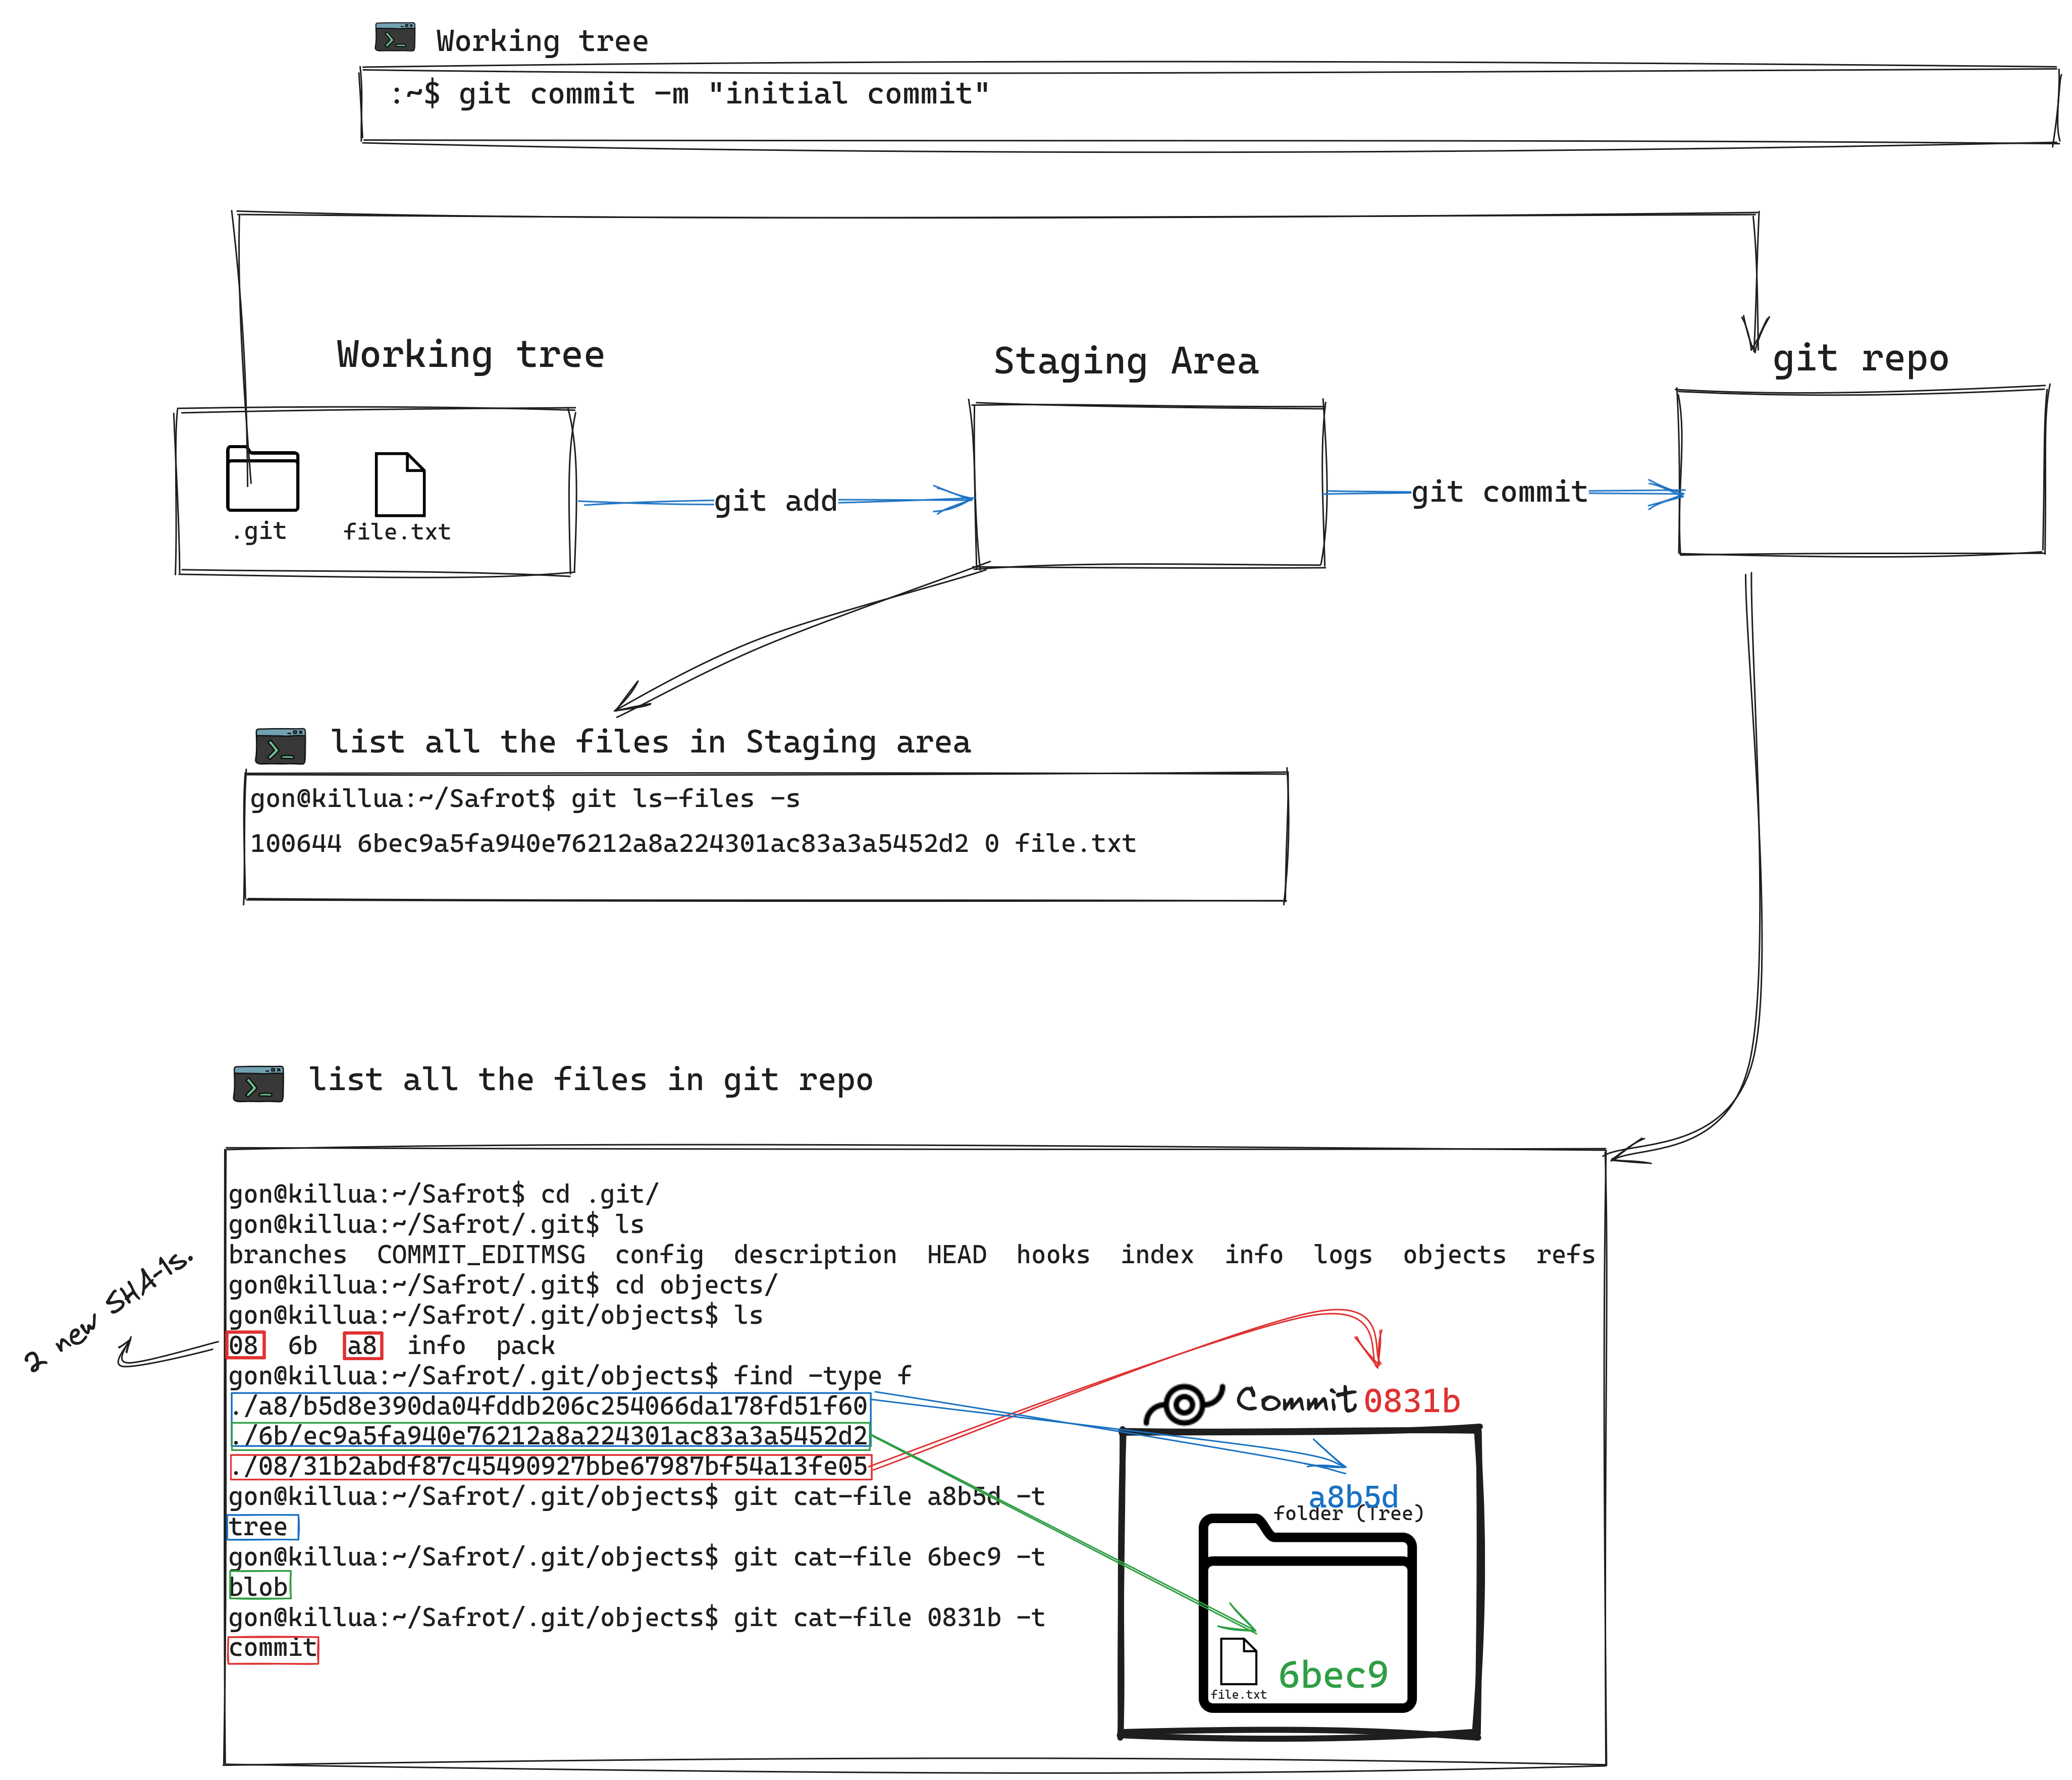 Working tree
:~$ git commit -m "initial commit"
Working tree
Staging Area
git repo
.git
file.txt
git add
git commit
list all the files in Staging area
gon@killua:~/Safrot$ git ls-files -s
100644 6bec9a5fa940e76212a8a224301ac83a3a5452d2 0 file.txt
list all the files in git repo
gon@killua:~/Safrot$ cd .git/
gon@killua:~/Safrot/.git$ ls
branches  COMMIT_EDITMSG  config  description  HEAD  hooks  index  info  logs  objects  refs
gon@killua:~/Safrot/.git$ cd objects/
gon@killua:~/Safrot/.git/objects$ ls
08  6b  a8  info  pack
2 new SHA-1s.
gon@killua:~/Safrot/.git/objects$ find -type f
./a8/b5d8e390da04fddb206c254066da178fd51f60
./6b/ec9a5fa940e76212a8a224301ac83a3a5452d2
./08/31b2abdf87c45490927bbe67987bf54a13fe05
gon@killua:~/Safrot/.git/objects$ git cat-file a8b5d -t
tree
gon@killua:~/Safrot/.git/objects$ git cat-file 6bec9 -t
blob
gon@killua:~/Safrot/.git/objects$ git cat-file 0831b -t
commit
Commit 0831b
a8b5d
folder (Tree)
6bec9
file.txt